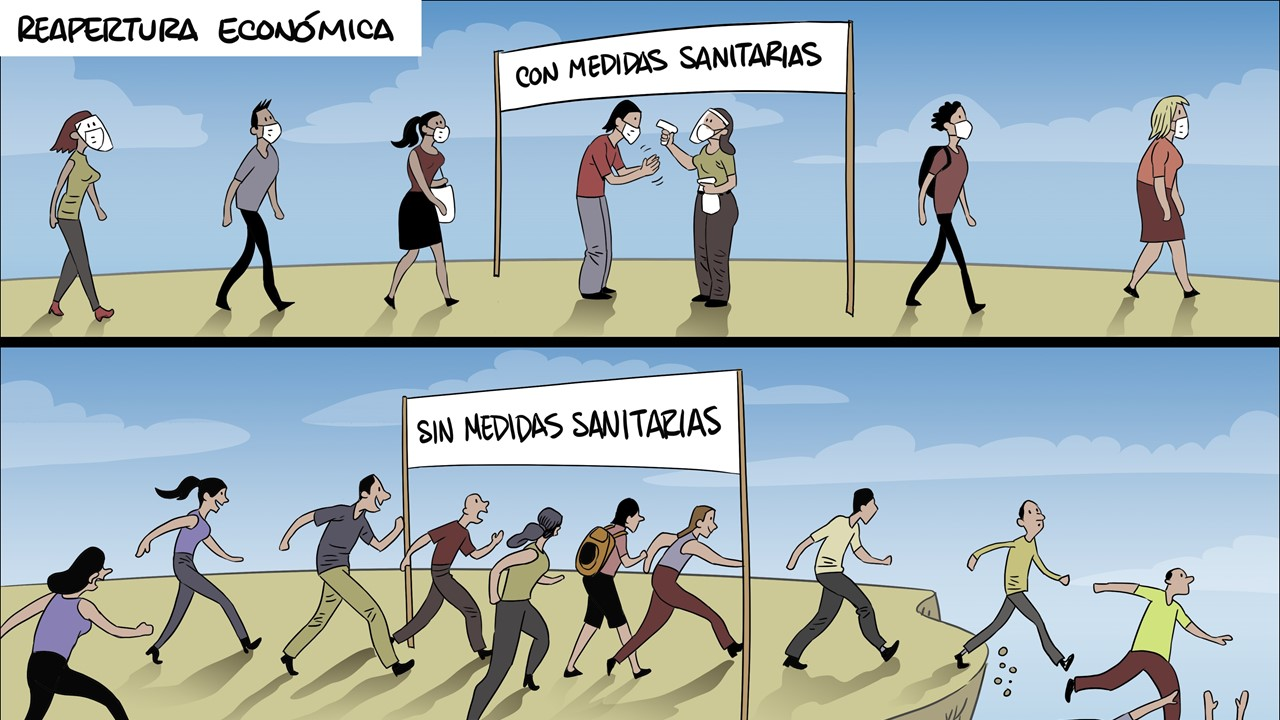 REAPERTURA ECONÓMICA
CON MEDIDAS SANITARIAS
SIN MEDIDAS SANITARIAS